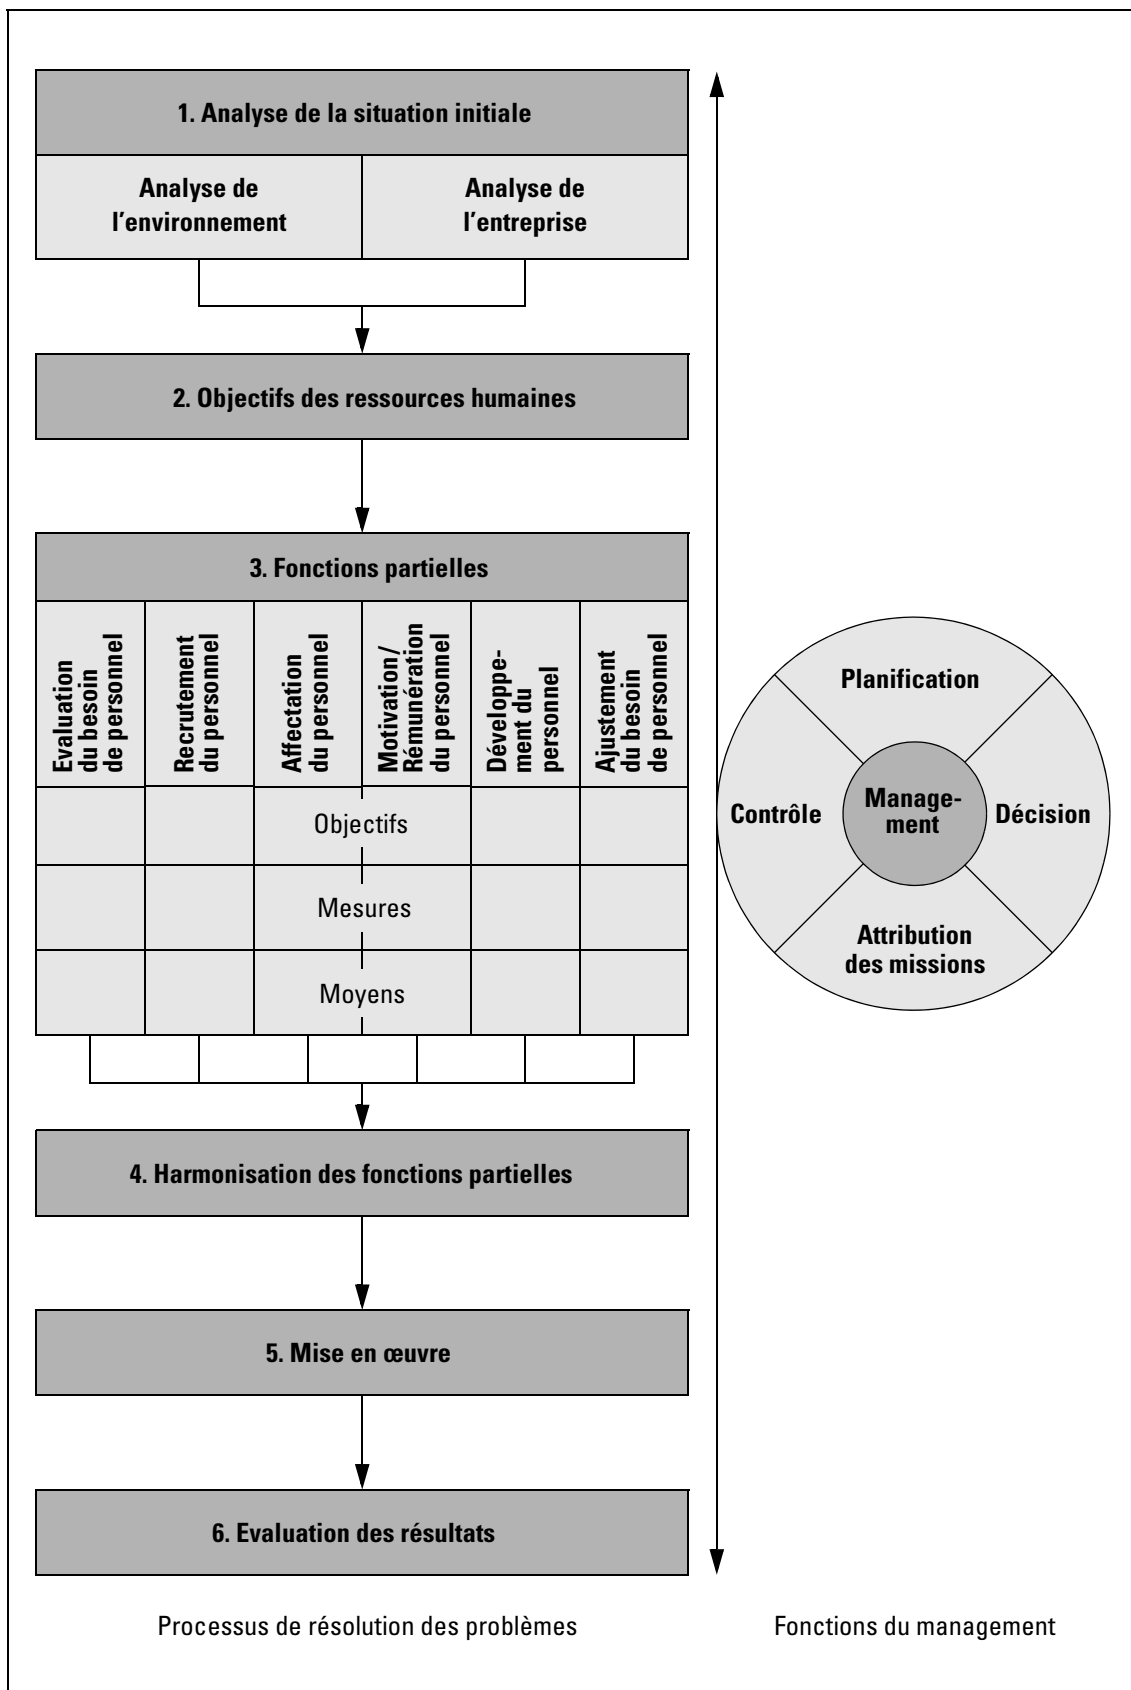 1. Analyse de la situation initiale
Analyse de
l'environnement
Analyse de
l'entreprise
2. Objectifs des ressources humaines
3. Fonctions partielles
Evaluation
du besoin
de personnel
Recrutement
du personnel
Affectation
du personnel
Motivation/
Rémunération
du personnel
Développe-
ment du
personnel
Ajustement
du besoin
de personnel
Objectifs
Mesures
Moyens
4. Harmonisation des fonctions partielles
5. Mise en œuvre
6. Evaluation des résultats
Processus de résolution des problèmes
Planification
Contrôle
Manage-
ment
Décision
Attribution
des missions
Fonctions du management